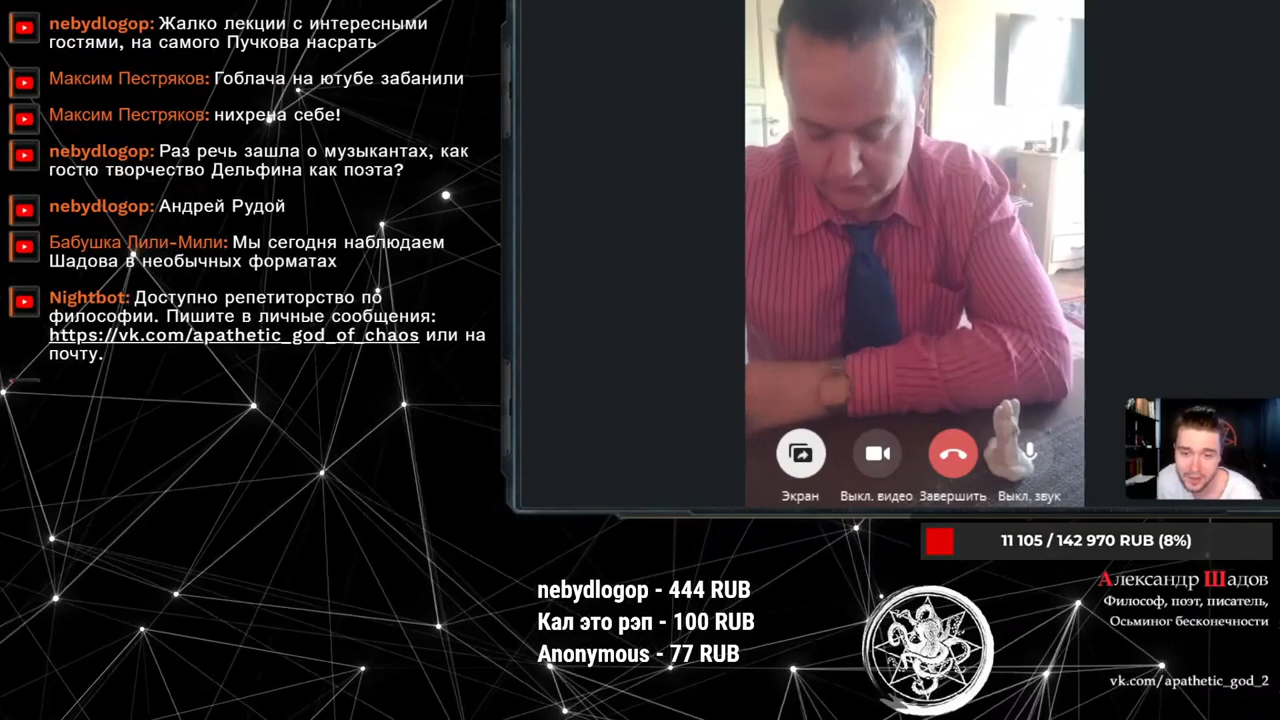 nebydlogop: Жалко лекции с интересными
гостями, на самого Пучкова насрать
Максим Пестряков: Гоблача на ютубе забанили
Максим Пестряков: нихрена себе!
nebydlogop: Раз речь зашла о музыкантах, как
гостю творчество Дельфина как поэта?
nebydlogop: Андрей Рудой
Бабушка Лили-Мили: Мы сегодня наблюдаем
Шадова в необычных форматах
Nightbot: Доступно репетиторство по
философии. Пишите в личные сообщения:
https://vk.com/apathetic_god_of_chaos или на
почту.
Экран
Выкл. видео
Завершить
Выкл. звук
11 105 / 142 970 RUB (8%)
nebydlogop - 444 RUB
Кал это рэп - 100 RUB
Anonymous - 77 RUB
Александр Шадов
Философ, поэт, писатель,
Осьминог бесконечности
vk.com/apathetic_god_2